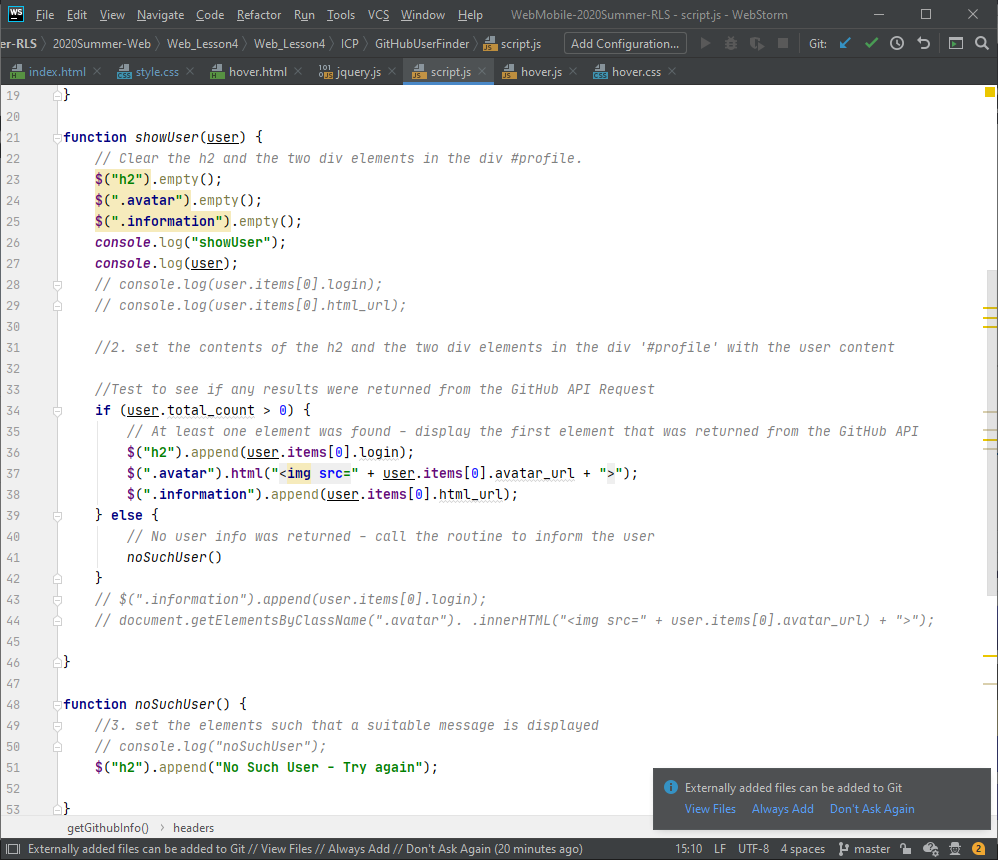 WS File Edit View Navigate Code Refactor Run Tools VCS Window Help WebMobile-2020Summer-RLS - script.js - WebStorm
er-RLS 2020Summer-Web Web_Lesson4 Web_Lesson4 ICP GitHubUserFinder script.js Add Configuration... Git:
index.html style.css hover.html jquery.js script.js hover.js hover.css
19 }
20
21 function showUser(user) {
22 // Clear the h2 and the two div elements in the div #profile.
23 $("h2").empty();
24 $(".avatar").empty();
25 $(".information").empty();
26 console.log("showUser");
27 console.log(user);
28 // console.log(user.items[0].login);
29 // console.log(user.items[0].html_url);
30
31 //2. set the contents of the h2 and the two div elements in the div '#profile' with the user content
32
33 //Test to see if any results were returned from the GitHub API Request
34 if (user.total_count > 0) {
35 // At least one element was found - display the first element that was returned from the GitHub API
36 $("h2").append(user.items[0].login);
37 $(".avatar").html("<img src=" + user.items[0].avatar_url + ">");
38 $(".information").append(user.items[0].html_url);
39 } else {
40 // No user info was returned - call the routine to inform the user
41 noSuchUser()
42 }
43 // $(".information").append(user.items[0].login);
44 // document.getElementsByClassName(".avatar"). .innerHTML("<img src=" + user.items[0].avatar_url) + ">");
45
46 }
47
48 function noSuchUser() {
49 //3. set the elements such that a suitable message is displayed
50 // console.log("noSuchUser");
51 $("h2").append("No Such User - Try again");
52
53 }
Externally added files can be added to Git
View Files Always Add Don't Ask Again
getGithubInfo() headers
Externally added files can be added to Git // View Files // Always Add // Don't Ask Again (20 minutes ago) 15:10 LF UTF-8 4 spaces master 2